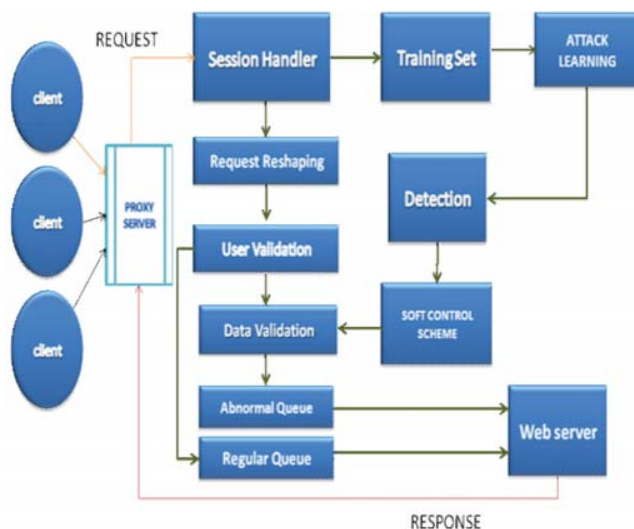 REQUEST
Session Handler
Training Set
ATTACK
LEARNING
client
Request Reshaping
PROXY
SERVER
Detection
client
User Validation
client
Data Validation
SOFT CONTROL
SCHEME
Abnormal Queue
Web server
Regular Queue
RESPONSE